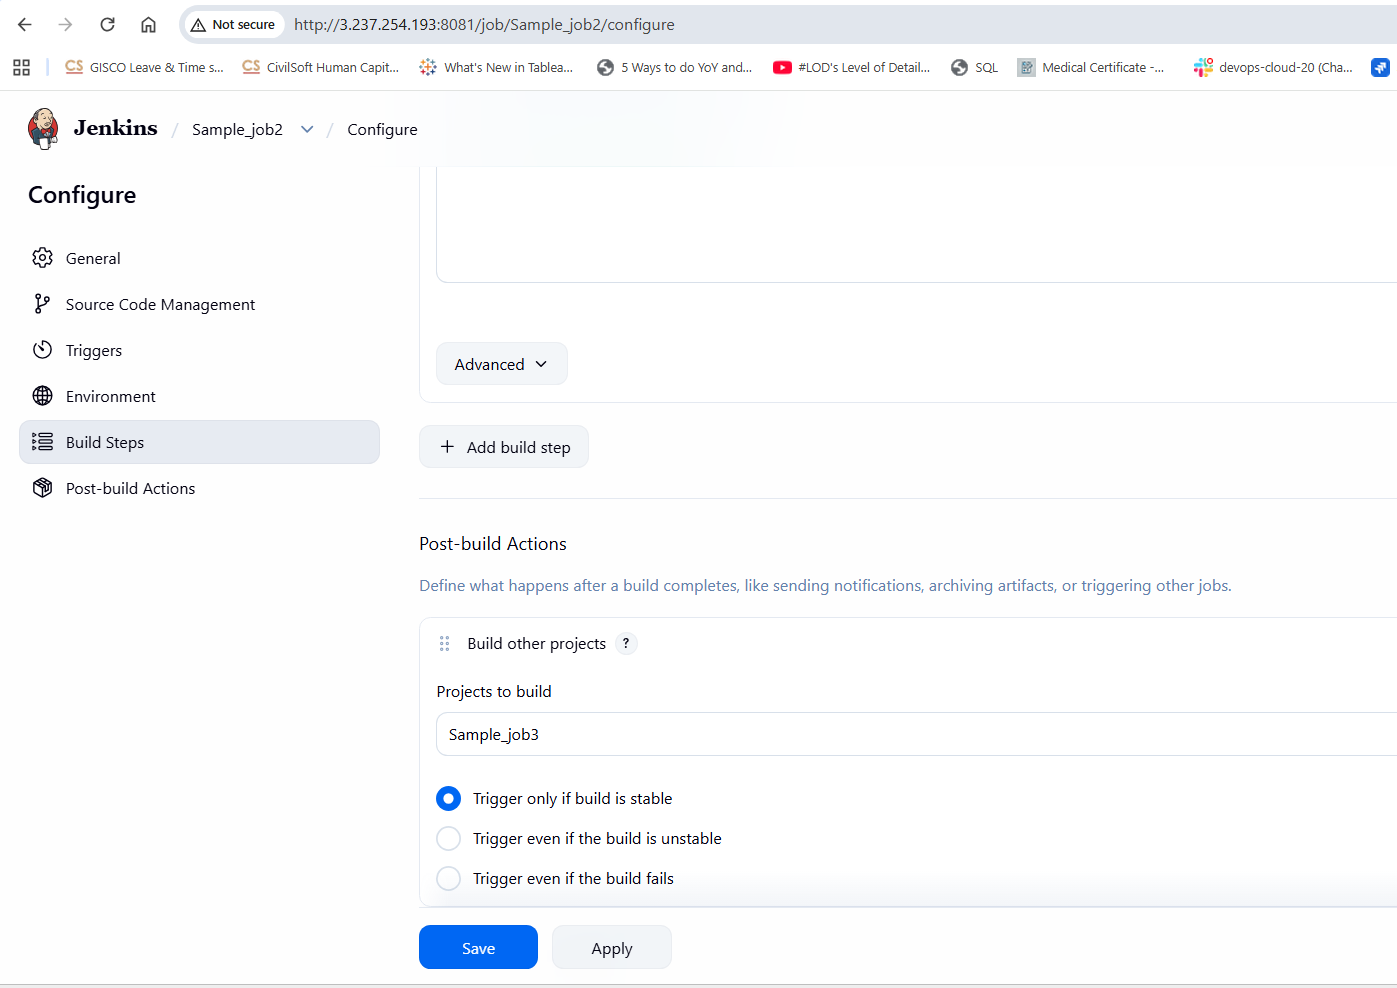 Not secure http://3.237.254.193:8081/job/Sample_job2/configure
CS GISCO Leave & Time s... CS CivilSoft Human Capit... What's New in Tablea... 5 Ways to do YoY and... #LOD's Level of Detail... SQL Medical Certificate -... devops-cloud-20 (Cha...
Jenkins / Sample_job2 / Configure
Configure
General
Source Code Management
Triggers
Environment
Build Steps
Post-build Actions
Advanced
+ Add build step
Post-build Actions
Define what happens after a build completes, like sending notifications, archiving artifacts, or triggering other jobs.
Build other projects ?
Projects to build
Sample_job3
Trigger only if build is stable
Trigger even if the build is unstable
Trigger even if the build fails
Save Apply